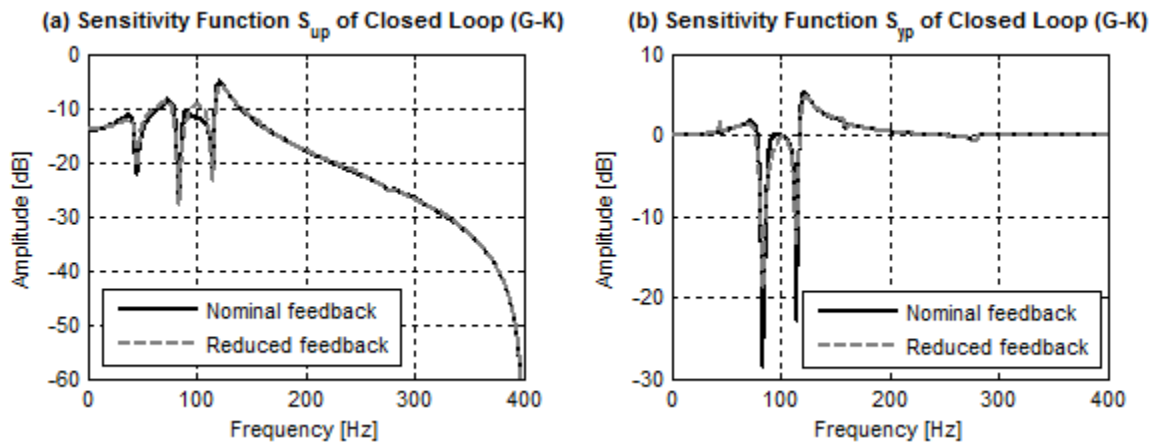 (a) Sensitivity Function Sup of Closed Loop (G-K)
0
-10
-20
-30
-40
-50
-60
Amplitude [dB]
Nominal feedback
Reduced feedback
0
100
200
300
400
Frequency [Hz]
(b) Sensitivity Function Syp of Closed Loop (G-K)
10
0
-10
-20
-30
Amplitude [dB]
Nominal feedback
Reduced feedback
0
100
200
300
400
Frequency [Hz]